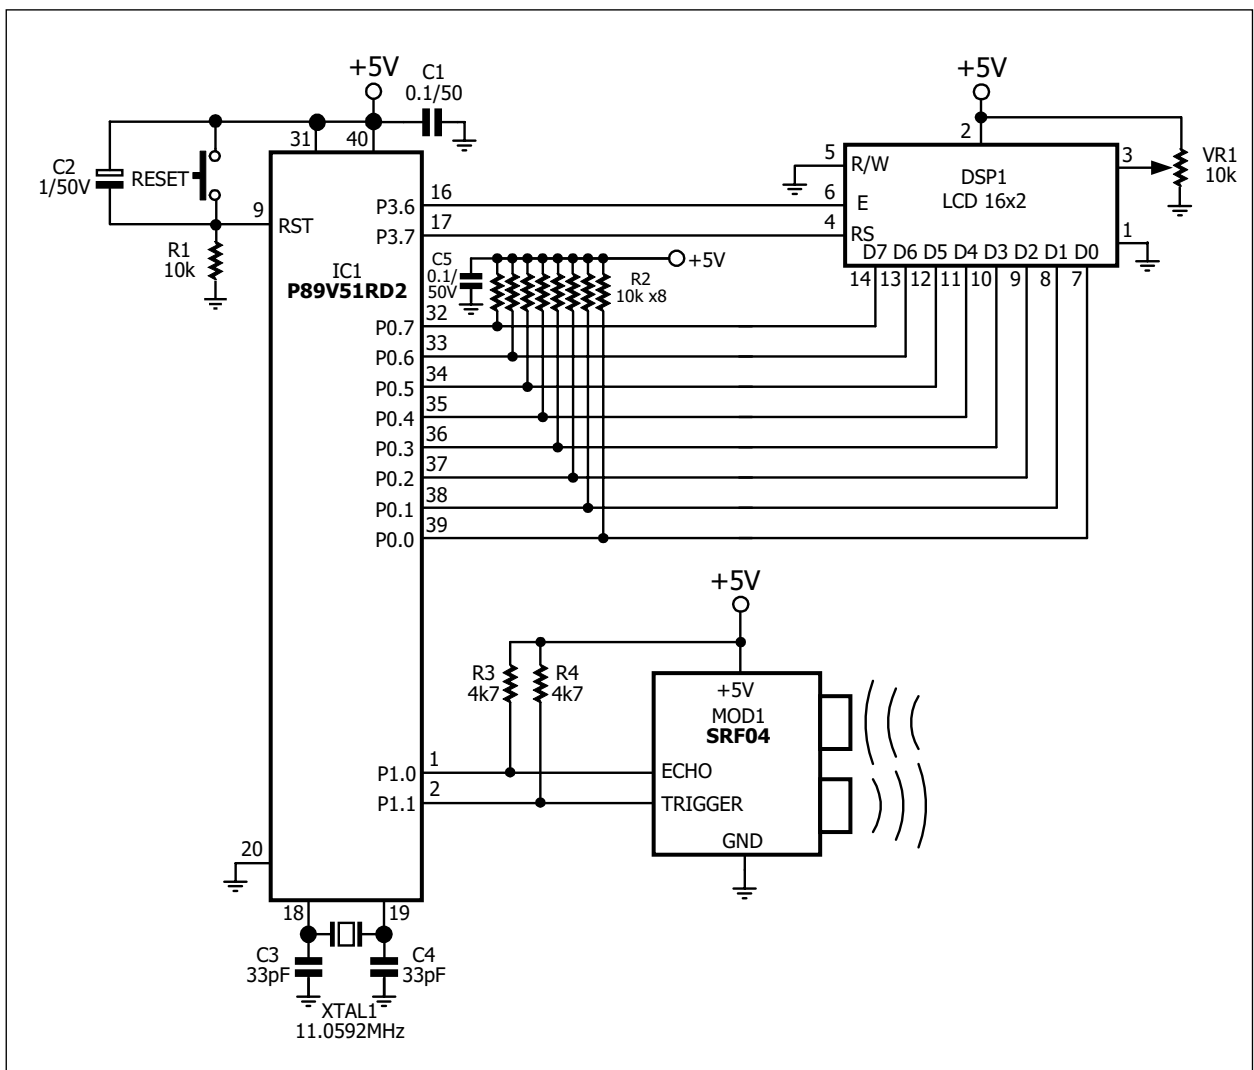 +5V
C1
0.1/50
31
40
C2
1/50V
RESET
9
RST
R1
10k
IC1
P89V51RD2
P3.6
16
P3.7
17
+5V
2
5
R/W
6
E
4
RS
DSP1
LCD 16x2
3
VR1
10k
1
D7 D6 D5 D4 D3 D2 D1 D0
14 13 12 11 10 9 8 7
C5
0.1/
50V
+5V
R2
10k x8
P0.7
32
P0.6
33
P0.5
34
P0.4
35
P0.3
36
P0.2
37
P0.1
38
P0.0
39
+5V
R3
4k7
R4
4k7
+5V
MOD1
SRF04
P1.0
1
ECHO
P1.1
2
TRIGGER
GND
20
18
19
C3
33pF
C4
33pF
XTAL1
11.0592MHz